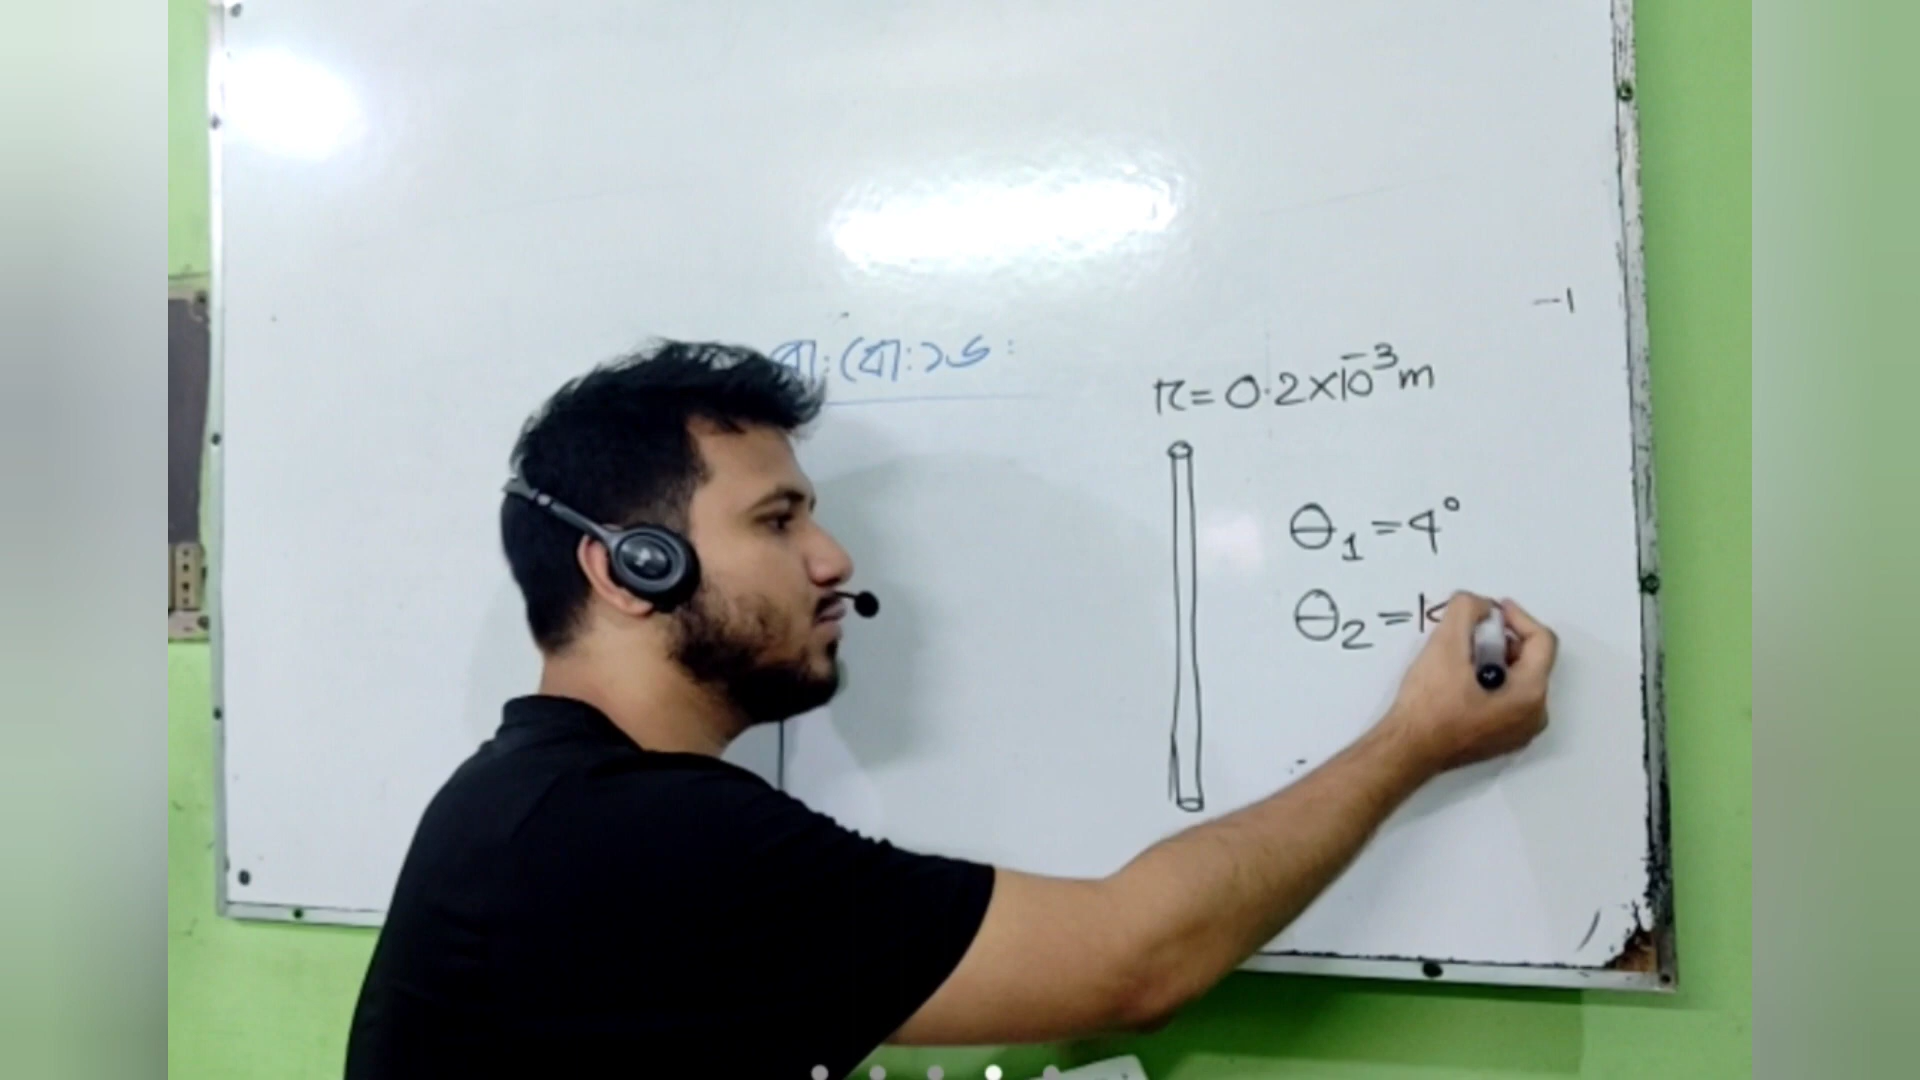 বো:১৬:
r = 0.2×10⁻³m
θ₁ = 4°
θ₂ =
-1